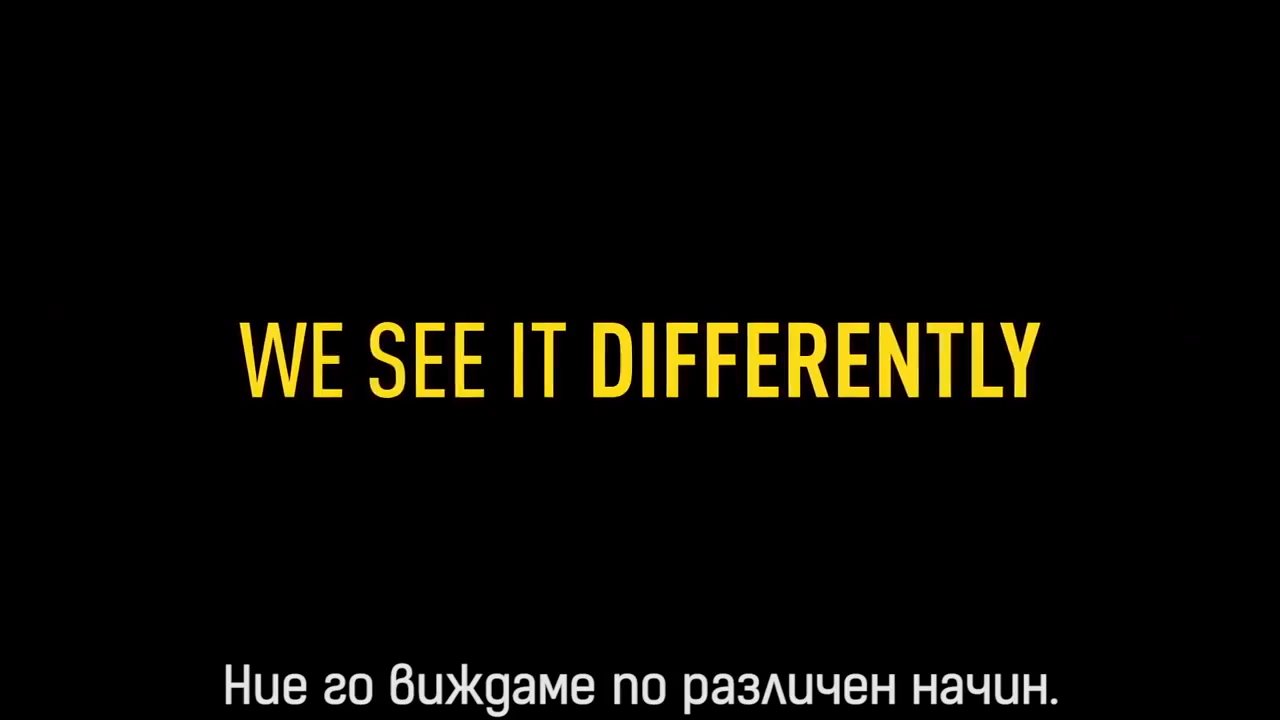 WE SEE IT DIFFERENTLY
Ние го виждаме по различен начин.